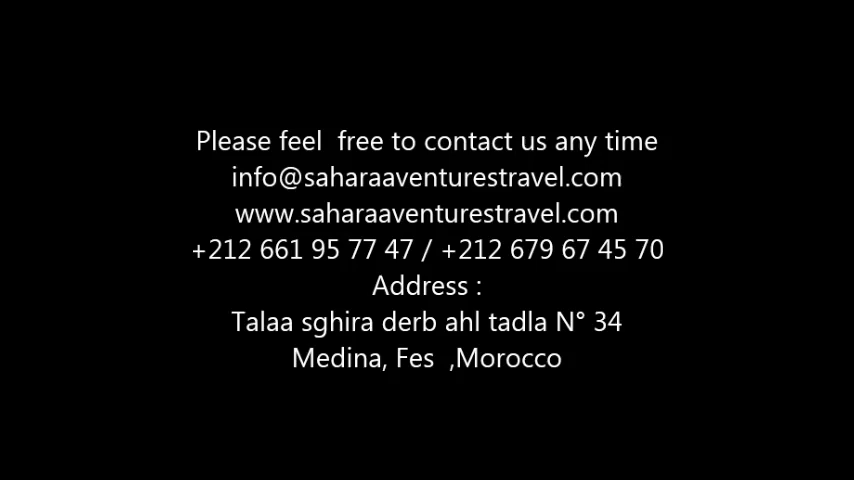 Please feel  free to contact us any time
info@saharaaventurestravel.com
www.saharaaventurestravel.com
+212 661 95 77 47 / +212 679 67 45 70
Address :
Talaa sghira derb ahl tadla N° 34
Medina, Fes  ,Morocco